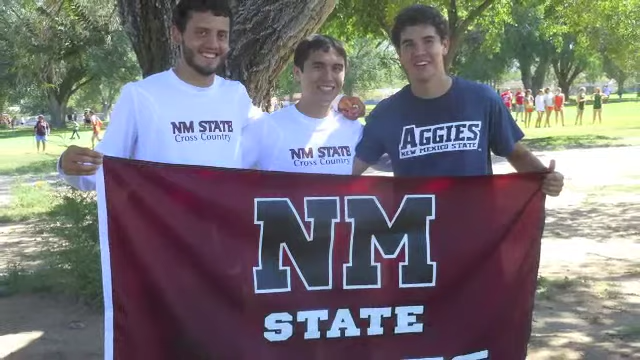 NM STATE
Cross Country
NM STATE
Cross Country
AGGIES
NEW MEXICO STATE
NM
STATE